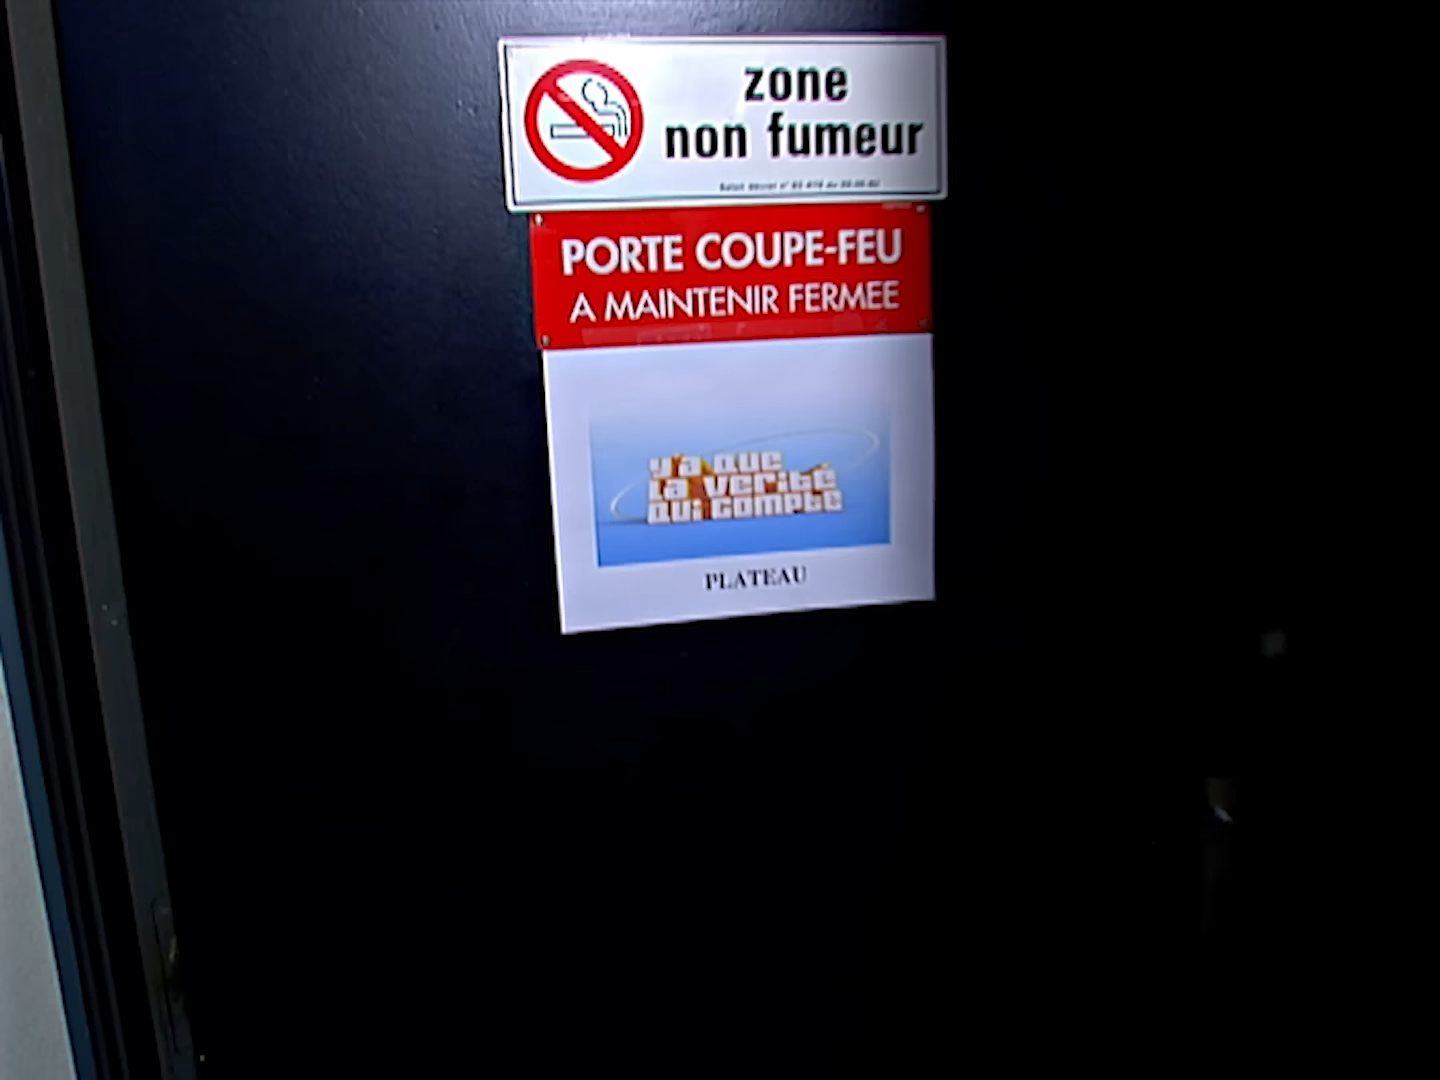 zone
non fumeur
PORTE COUPE-FEU
A MAINTENIR FERMEE
y'a que
la vérité
qui compte
PLATEAU